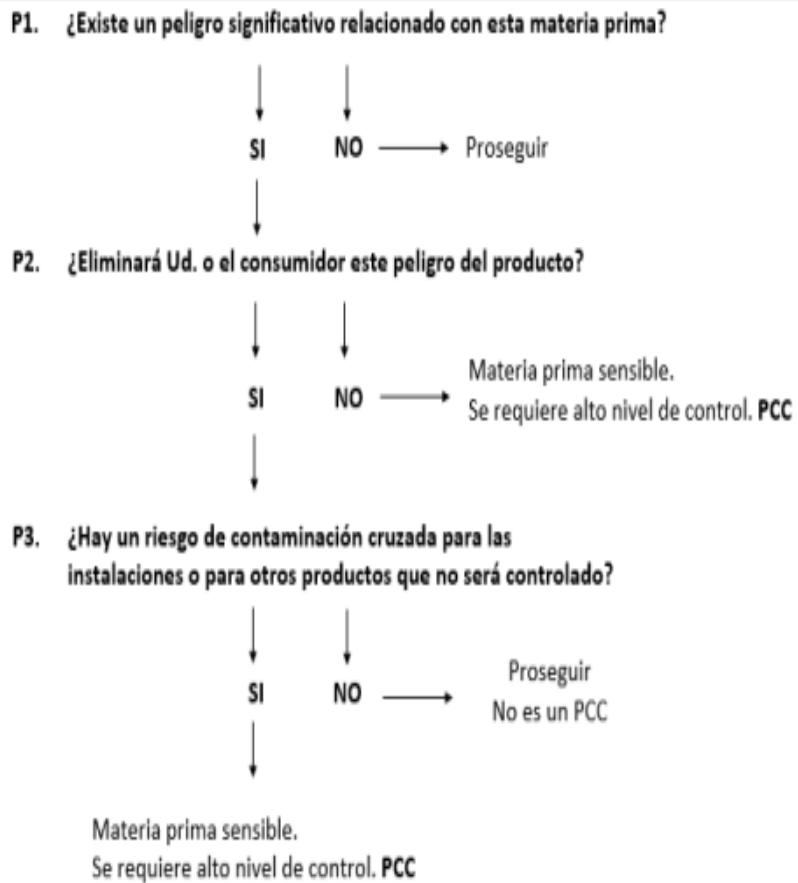 P1. ¿Existe un peligro significativo relacionado con esta materia prima?
SI NO Proseguir
P2. ¿Eliminará Ud. o el consumidor este peligro del producto?
Materia prima sensible.
SI NO Se requiere alto nivel de control. PCC
P3. ¿Hay un riesgo de contaminación cruzada para las
instalaciones o para otros productos que no será controlado?
Proseguir
SI NO No es un PCC
Materia prima sensible.
Se requiere alto nivel de control. PCC